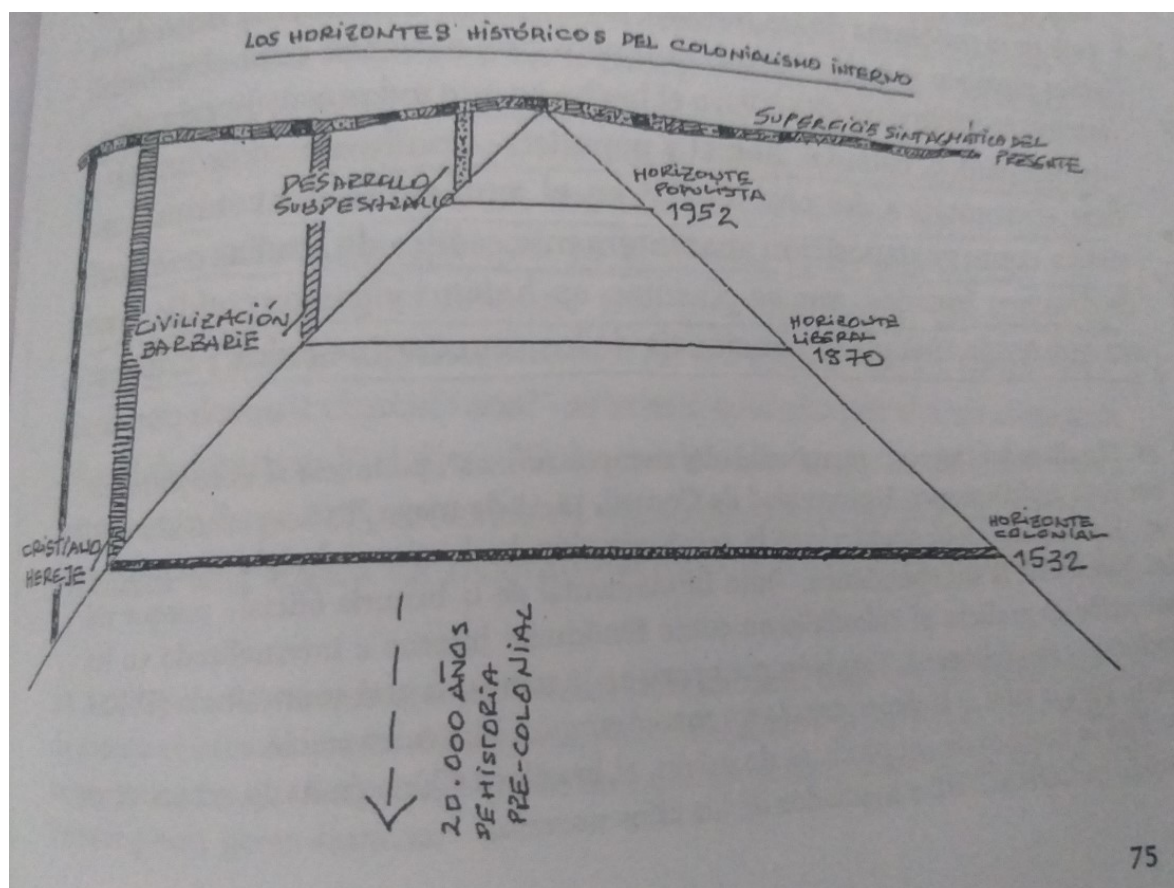 LOS HORIZONTES HISTÓRICOS DEL COLONIALISMO INTERNO
SUPERFICIE SINTAGMÁTICA DEL
PRESENTE
DESARROLLO
SUBDESARROLLO
HORIZONTE
POPULISTA
1952
CIVILIZACIÓN
BARBARIE
HORIZONTE
LIBERAL
1870
CRISTIANO
HEREJE
HORIZONTE
COLONIAL
1532
20.000 AÑOS
DE HISTORIA
PRE-COLONIAL
75